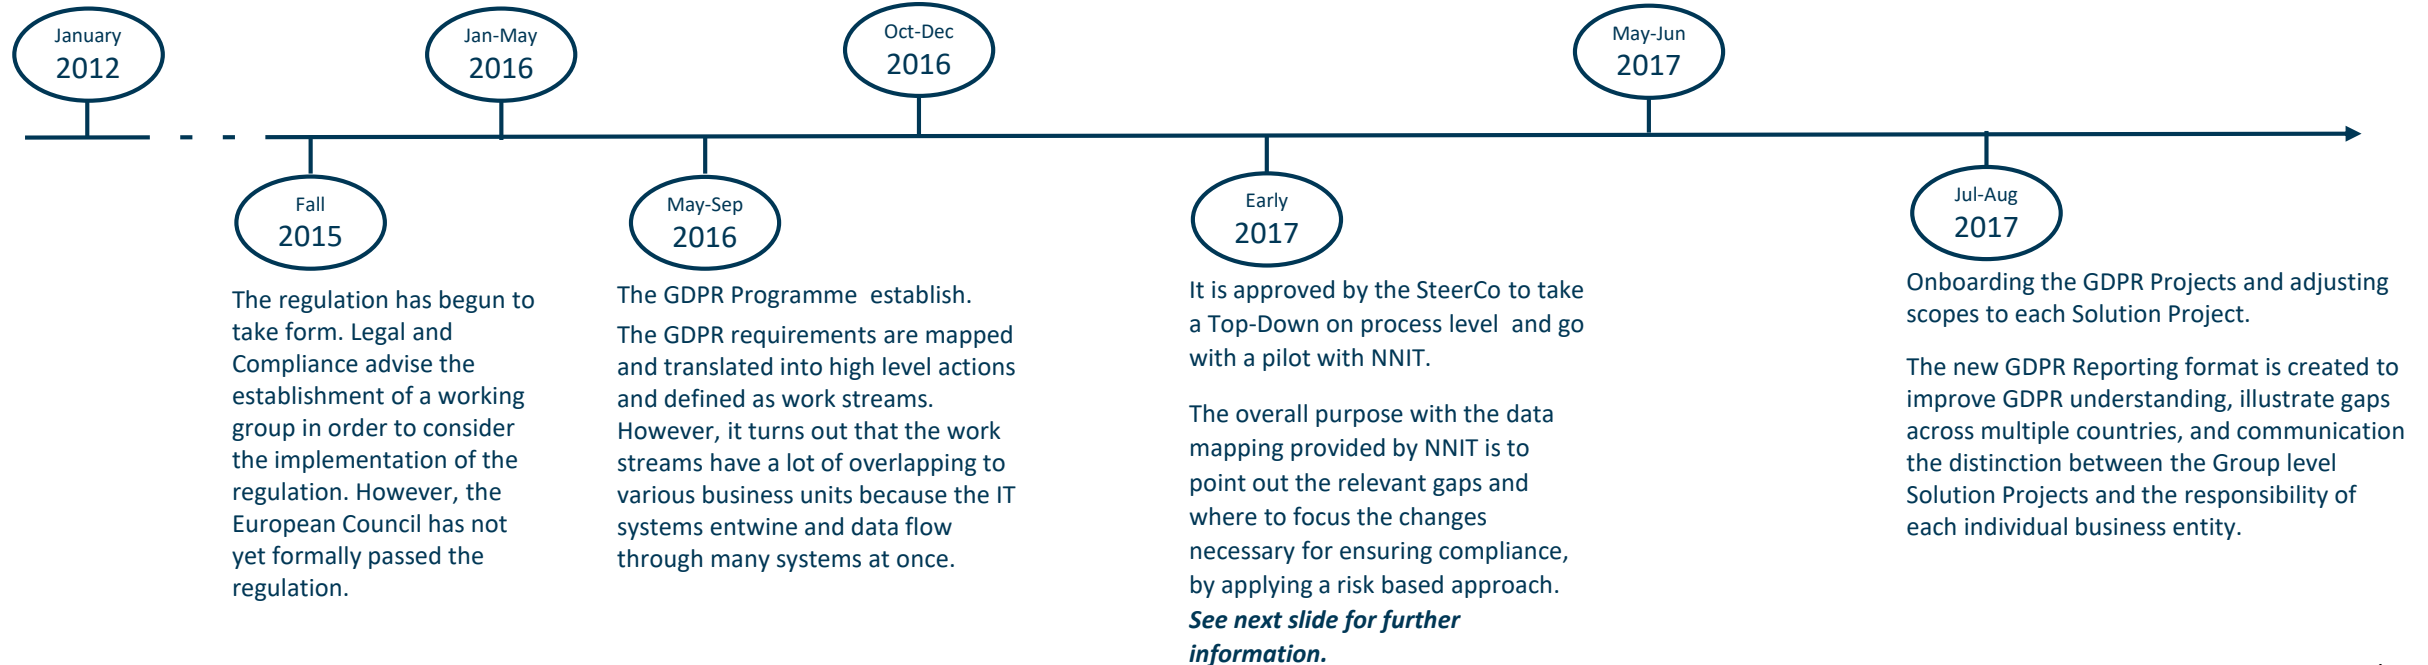 January
2012
Jan-May
2016
Oct-Dec
2016
May-Jun
2017
Fall
2015
May-Sep
2016
Early
2017
Jul-Aug
2017
The regulation has begun to
take form. Legal and
Compliance advise the
establishment of a working
group in order to consider
the implementation of the
regulation. However, the
European Council has not
yet formally passed the
regulation.
The GDPR Programme  establish.
The GDPR requirements are mapped
and translated into high level actions
and defined as work streams.
However, it turns out that the work
streams have a lot of overlapping to
various business units because the IT
systems entwine and data flow
through many systems at once.
It is approved by the SteerCo to take
a Top-Down on process level  and go
with a pilot with NNIT.
The overall purpose with the data
mapping provided by NNIT is to
point out the relevant gaps and
where to focus the changes
necessary for ensuring compliance,
by applying a risk based approach.
See next slide for further
information.
Onboarding the GDPR Projects and adjusting
scopes to each Solution Project.
The new GDPR Reporting format is created to
improve GDPR understanding, illustrate gaps
across multiple countries, and communication
the distinction between the Group level
Solution Projects and the responsibility of
each individual business entity.